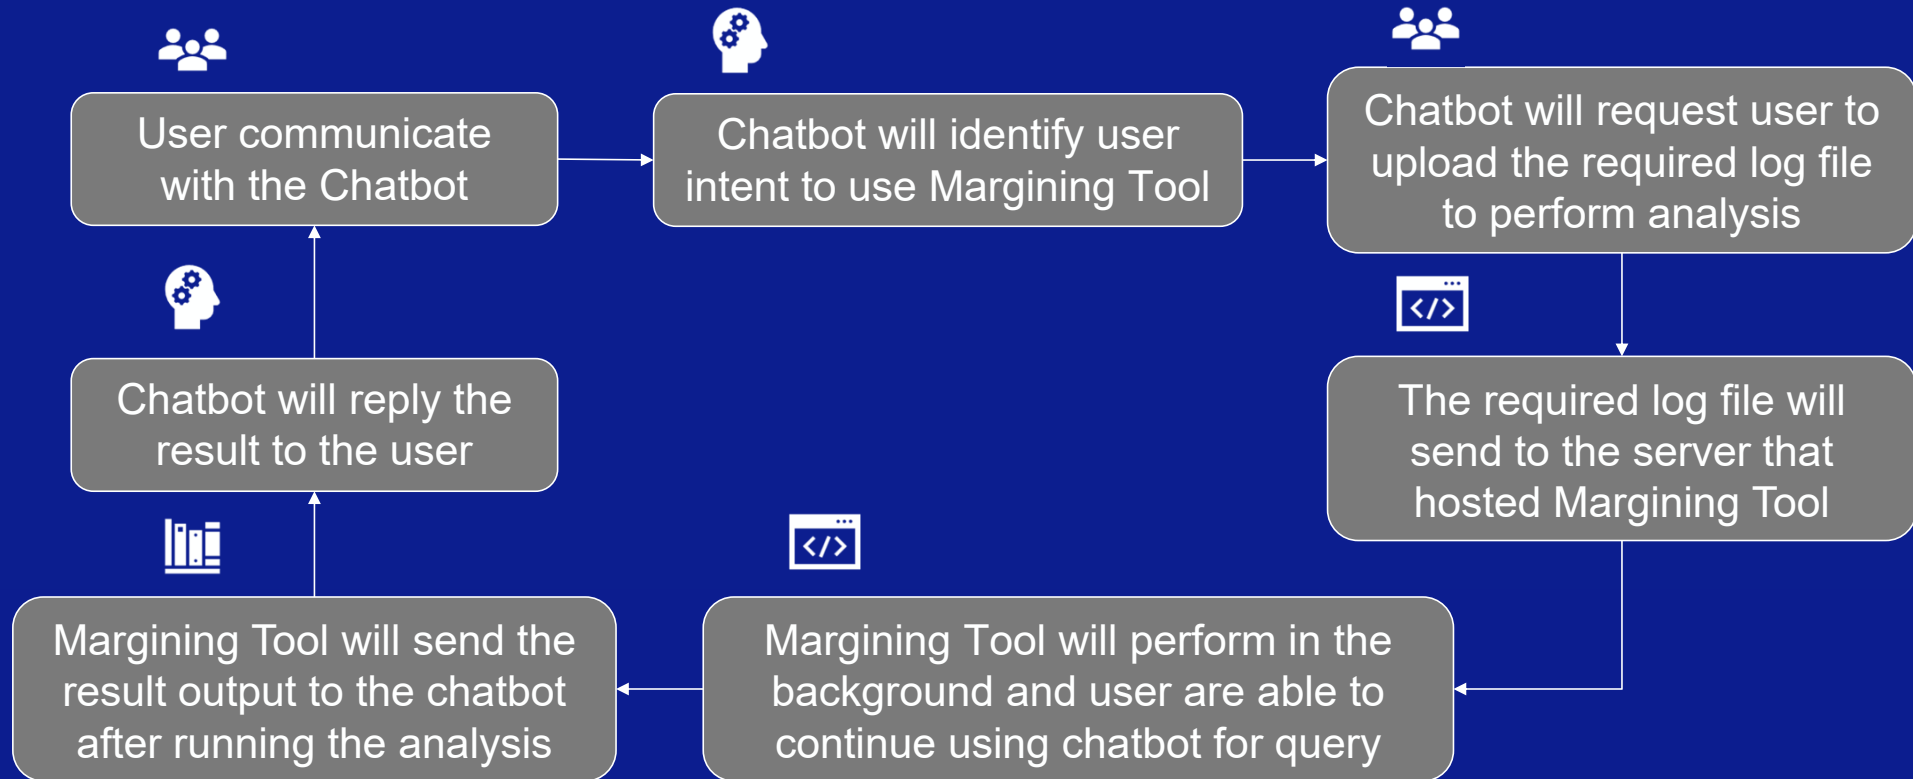 User communicate
with the Chatbot
Chatbot will identify user
intent to use Margining Tool
Chatbot will request user to
upload the required log file
to perform analysis
</>
The required log file will
send to the server that
hosted Margining Tool
</>
Margining Tool will perform in the
background and user are able to
continue using chatbot for query
Margining Tool will send the
result output to the chatbot
after running the analysis
Chatbot will reply the
result to the user